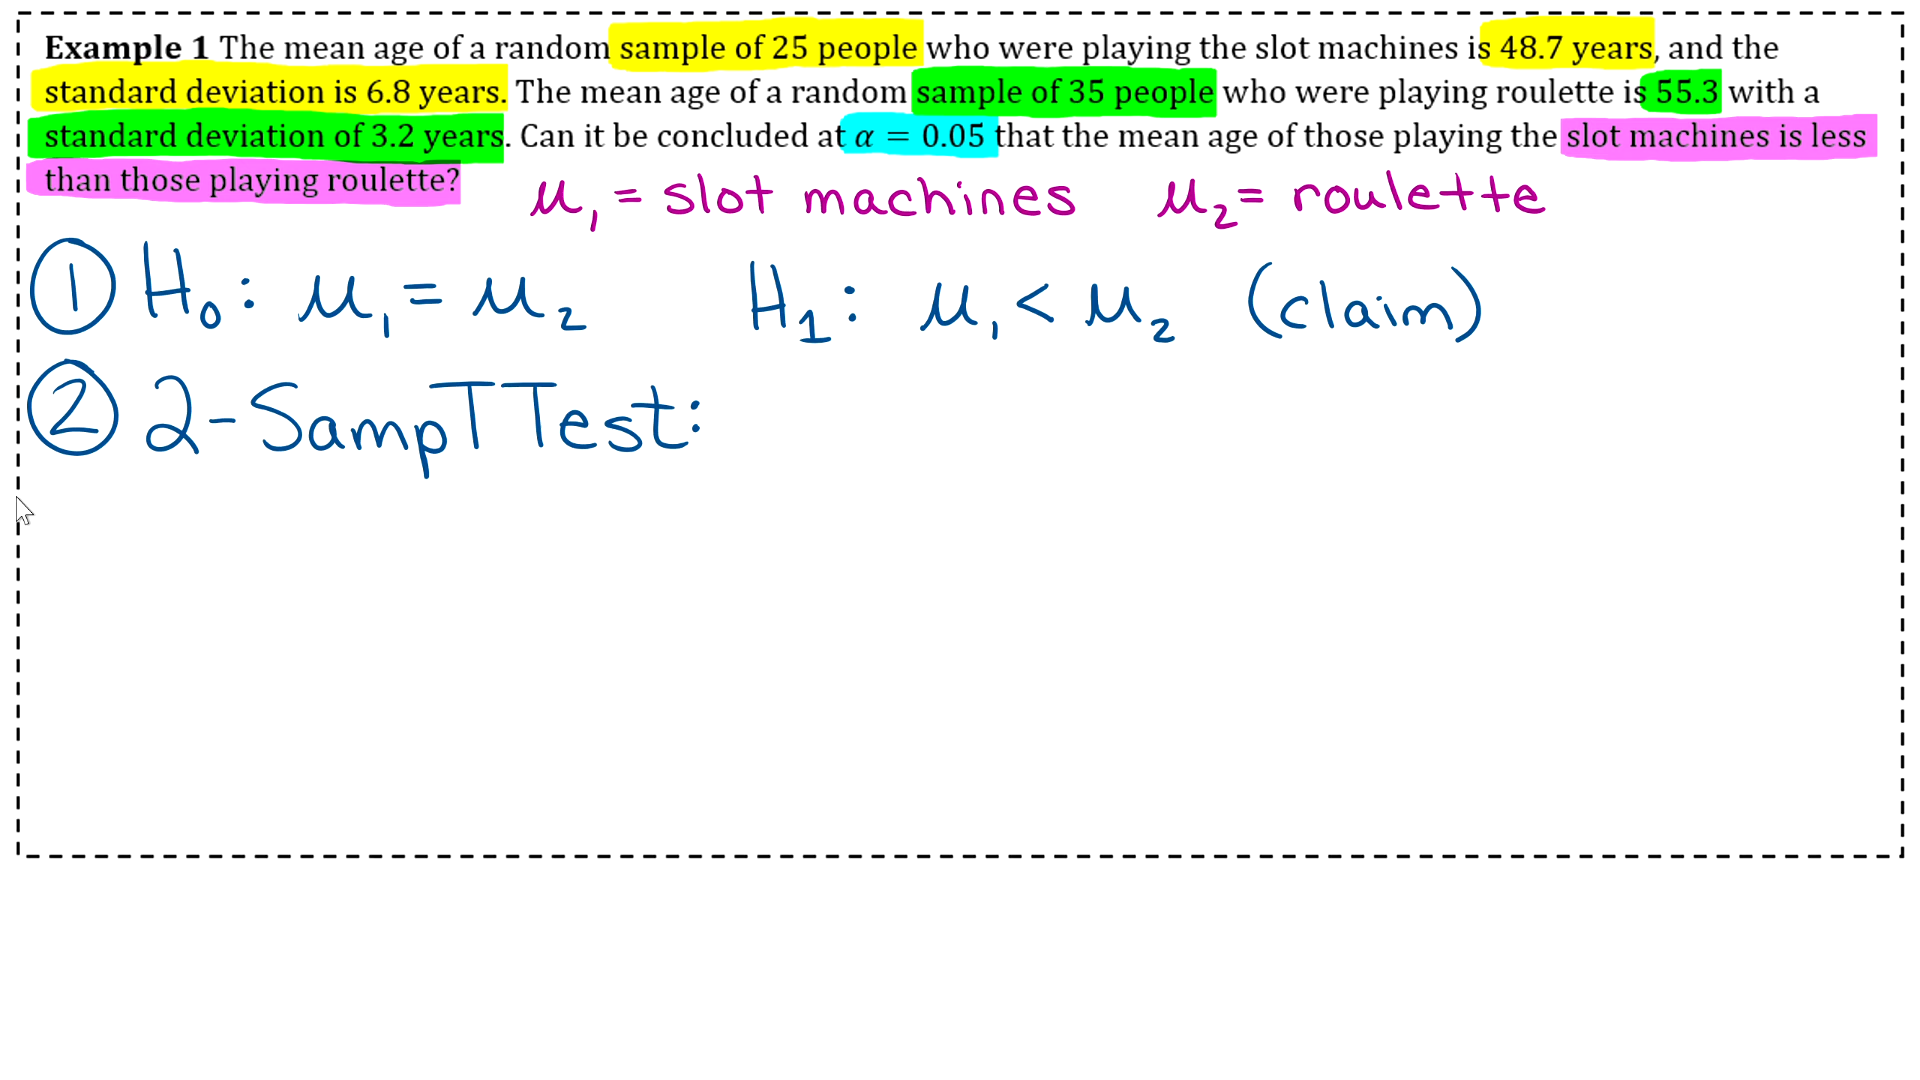 Example 1 The mean age of a random sample of 25 people who were playing the slot machines is 48.7 years, and the
standard deviation is 6.8 years. The mean age of a random sample of 35 people who were playing roulette is 55.3 with a
standard deviation of 3.2 years. Can it be concluded at α = 0.05 that the mean age of those playing the slot machines is less
than those playing roulette?
μ₁ = slot machines μ₂ = roulette
① H₀: μ₁ = μ₂ H₁: μ₁ < μ₂ (claim)
② 2-SampTTest: